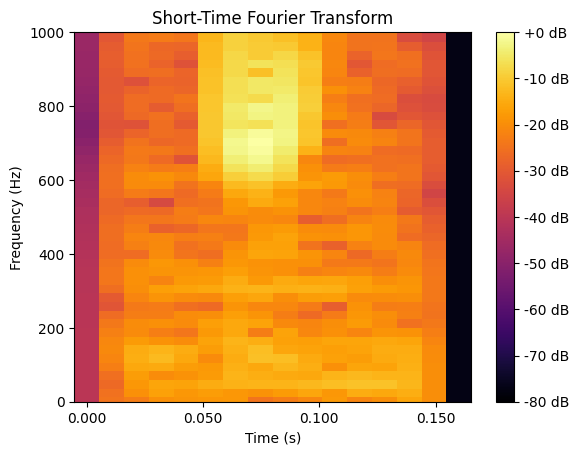 Short-Time Fourier Transform
1000
800
600
400
200
0
Frequency (Hz)
0.000
0.050
0.100
0.150
Time (s)
+0 dB
-10 dB
-20 dB
-30 dB
-40 dB
-50 dB
-60 dB
-70 dB
-80 dB